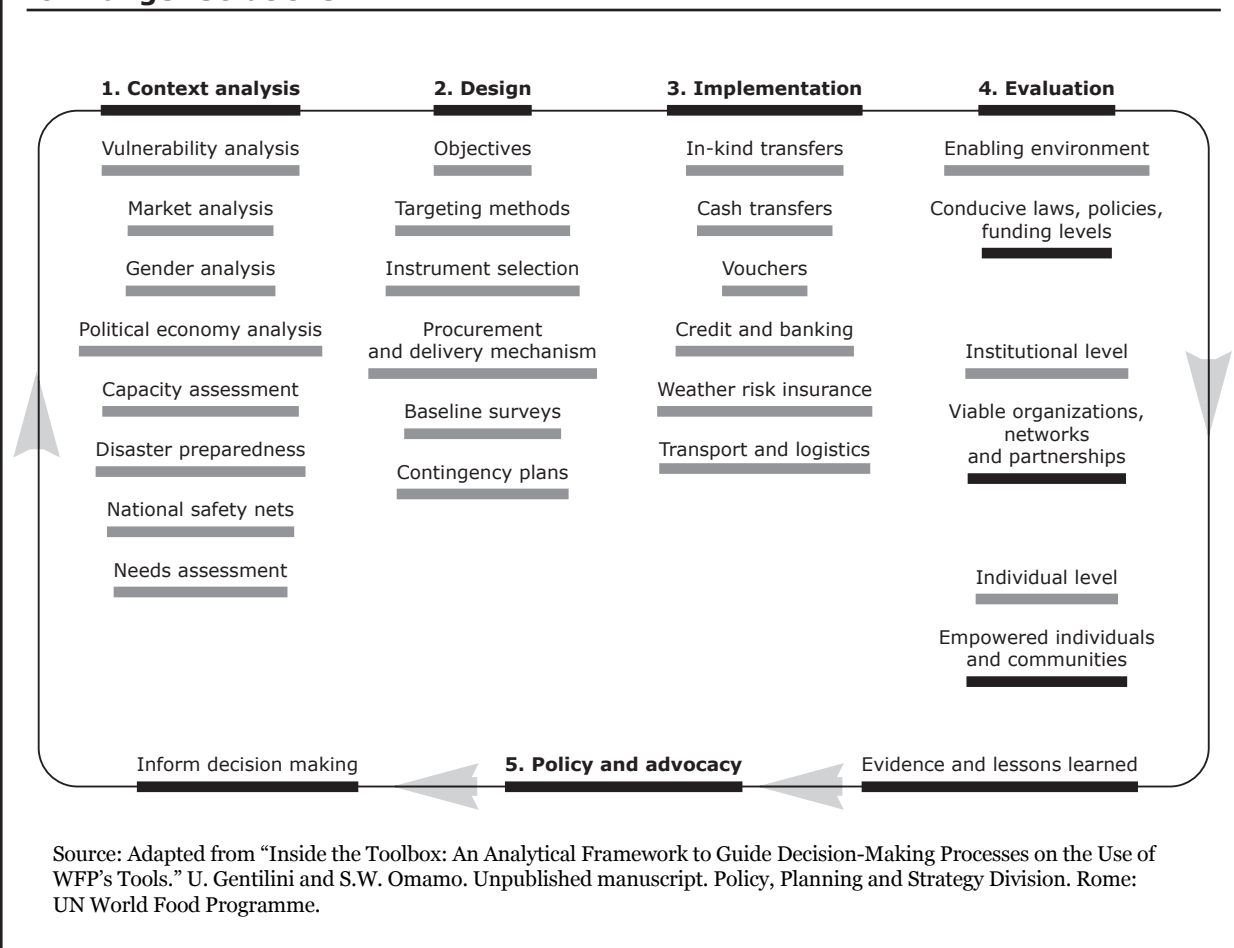 1. Context analysis
Vulnerability analysis
Market analysis
Gender analysis
Political economy analysis
Capacity assessment
Disaster preparedness
National safety nets
Needs assessment
2. Design
Objectives
Targeting methods
Instrument selection
Procurement
and delivery mechanism
Baseline surveys
Contingency plans
3. Implementation
In-kind transfers
Cash transfers
Vouchers
Credit and banking
Weather risk insurance
Transport and logistics
4. Evaluation
Enabling environment
Conducive laws, policies,
funding levels
Institutional level
Viable organizations,
networks
and partnerships
Individual level
Empowered individuals
and communities
Inform decision making
5. Policy and advocacy
Evidence and lessons learned
Source: Adapted from “Inside the Toolbox: An Analytical Framework to Guide Decision-Making Processes on the Use of
WFP’s Tools.” U. Gentilini and S.W. Omamo. Unpublished manuscript. Policy, Planning and Strategy Division. Rome:
UN World Food Programme.